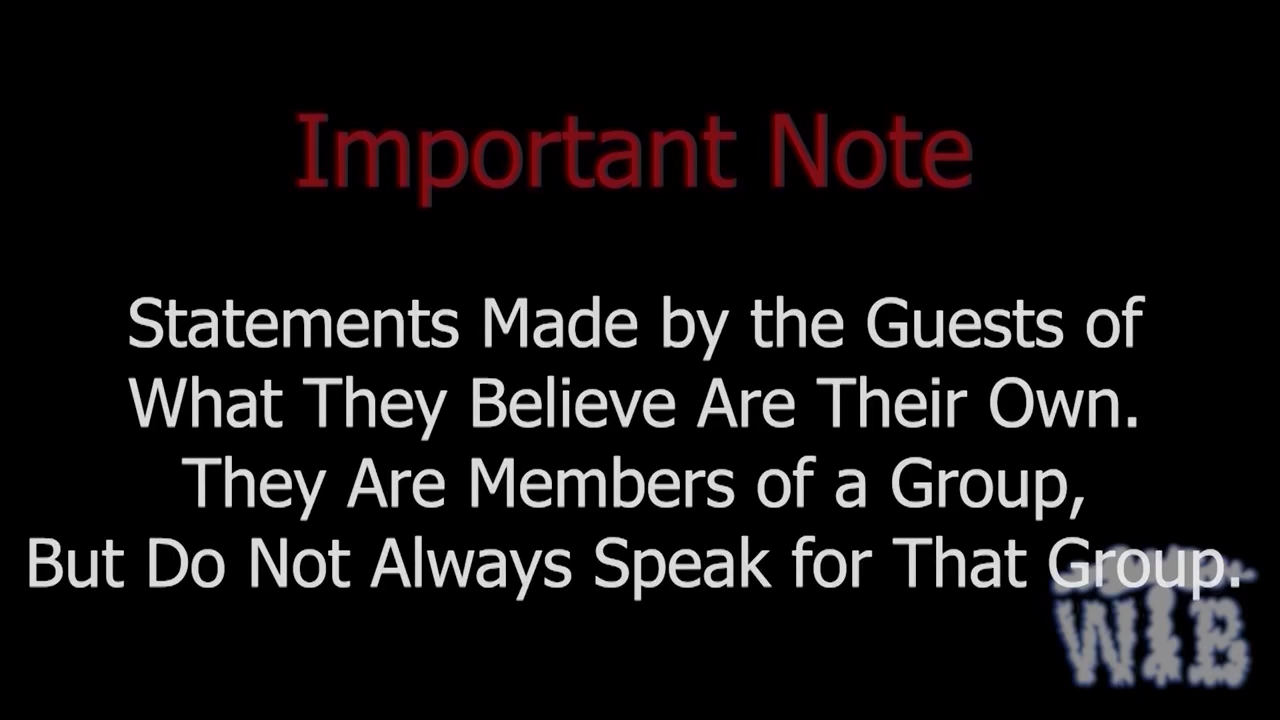 Important Note
Statements Made by the Guests of
What They Believe Are Their Own.
They Are Members of a Group,
But Do Not Always Speak for That Group.
WIB